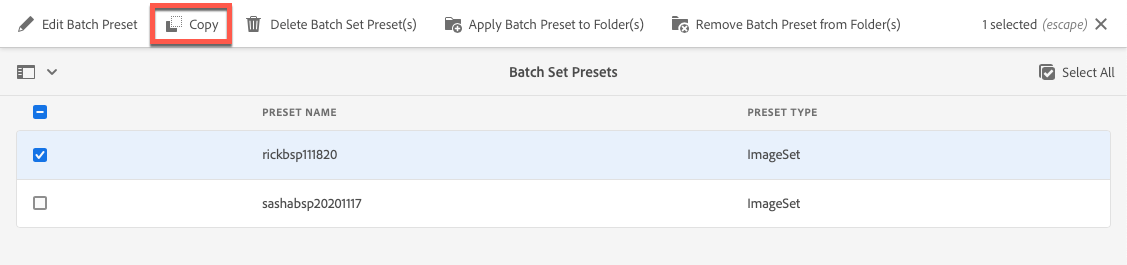 Edit Batch Preset Copy Delete Batch Set Preset(s) Apply Batch Preset to Folder(s) Remove Batch Preset from Folder(s) 1 selected (escape)
Batch Set Presets Select All
PRESET NAME PRESET TYPE
rickbsp111820 ImageSet
sashabsp20201117 ImageSet